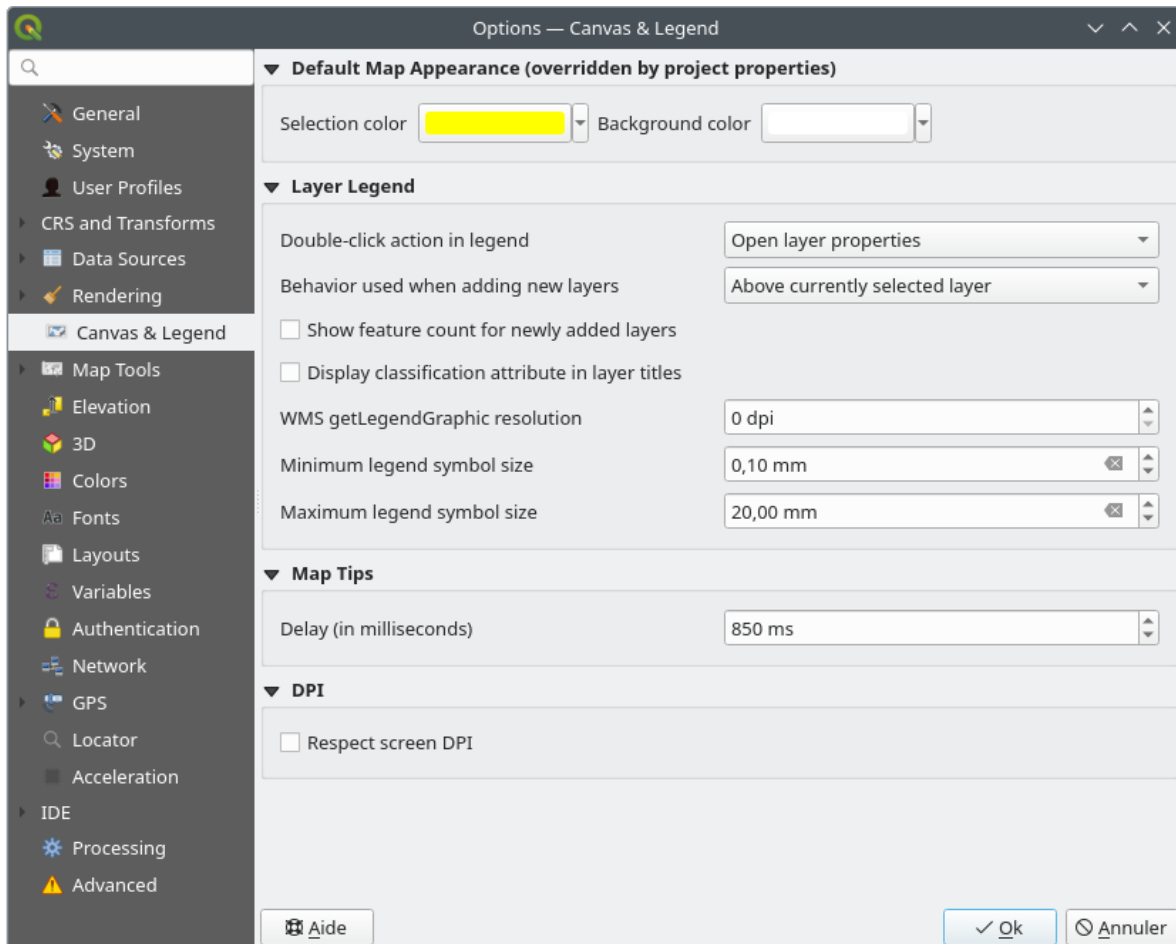 Options — Canvas & Legend
General
System
User Profiles
CRS and Transforms
Data Sources
Rendering
Canvas & Legend
Map Tools
Elevation
3D
Colors
Aa Fonts
Layouts
ε Variables
Authentication
Network
GPS
Locator
Acceleration
IDE
Processing
Advanced
Default Map Appearance (overridden by project properties)
Selection color Background color
Layer Legend
Double-click action in legend Open layer properties
Behavior used when adding new layers Above currently selected layer
Show feature count for newly added layers
Display classification attribute in layer titles
WMS getLegendGraphic resolution 0 dpi
Minimum legend symbol size 0,10 mm
Maximum legend symbol size 20,00 mm
Map Tips
Delay (in milliseconds) 850 ms
DPI
Respect screen DPI
Aide Ok Annuler